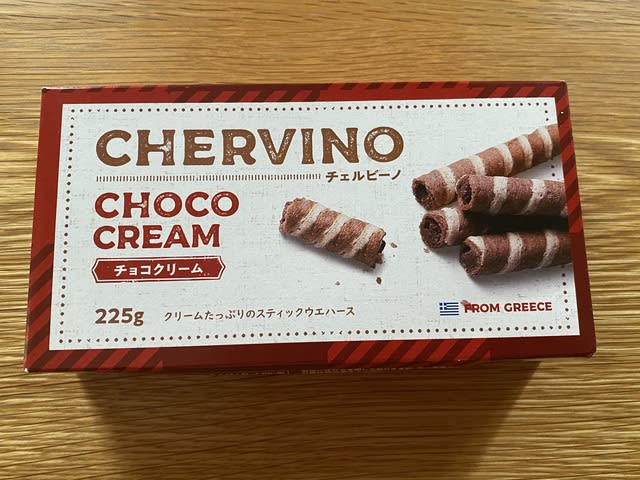 CHERVINO
チェルビーノ
CHOCO
CREAM
チョコクリーム
225g
クリームたっぷりのスティックウエハース
FROM GREECE